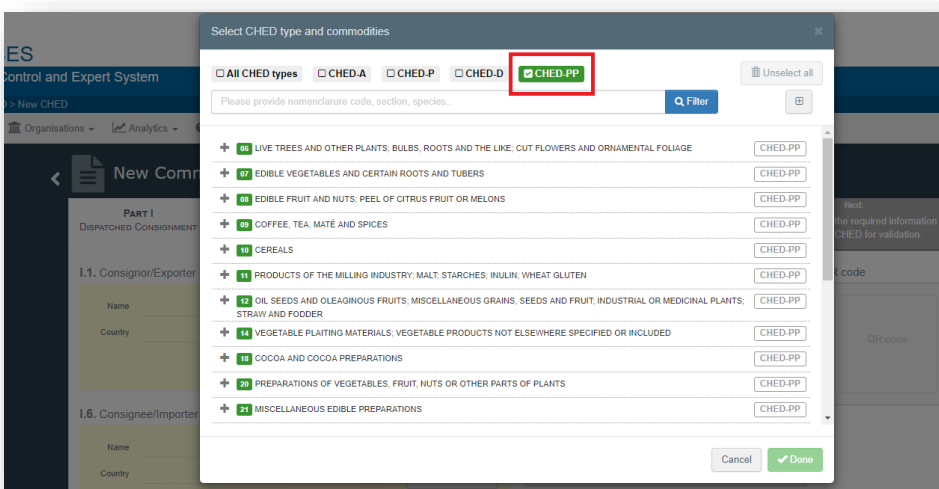 Select CHED type and commodities
ES
Control and Expert System
> New CHED
Organisations
Analytics
All CHED types CHED-A CHED-P CHED-D CHED-PP
Unselect all
Please provide nomenclarure code, section, species..
Filter
06 LIVE TREES AND OTHER PLANTS; BULBS, ROOTS AND THE LIKE; CUT FLOWERS AND ORNAMENTAL FOLIAGE CHED-PP
07 EDIBLE VEGETABLES AND CERTAIN ROOTS AND TUBERS CHED-PP
08 EDIBLE FRUIT AND NUTS; PEEL OF CITRUS FRUIT OR MELONS CHED-PP
09 COFFEE, TEA, MATÉ AND SPICES CHED-PP
10 CEREALS CHED-PP
11 PRODUCTS OF THE MILLING INDUSTRY; MALT; STARCHES; INULIN; WHEAT GLUTEN CHED-PP
12 OIL SEEDS AND OLEAGINOUS FRUITS; MISCELLANEOUS GRAINS, SEEDS AND FRUIT; INDUSTRIAL OR MEDICINAL PLANTS; CHED-PP
STRAW AND FODDER
14 VEGETABLE PLAITING MATERIALS; VEGETABLE PRODUCTS NOT ELSEWHERE SPECIFIED OR INCLUDED CHED-PP
18 COCOA AND COCOA PREPARATIONS CHED-PP
20 PREPARATIONS OF VEGETABLES, FRUIT, NUTS OR OTHER PARTS OF PLANTS CHED-PP
21 MISCELLANEOUS EDIBLE PREPARATIONS CHED-PP
Cancel
Done
New Comm
PART I
DISPATCHED CONSIGNMENT
Next:
the required information
CHED for validation.
I.1. Consignor/Exporter
code
Name
Country
QR code
I.6. Consignee/Importer
Name
Country